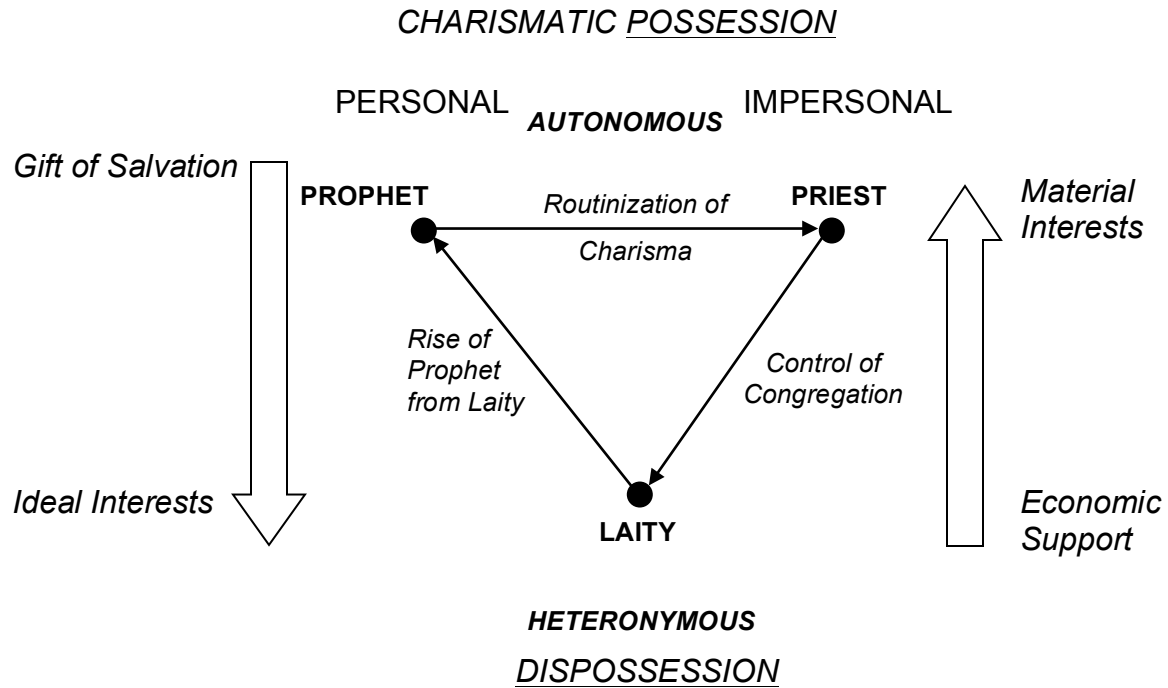 CHARISMATIC POSSESSION
PERSONAL
IMPERSONAL
AUTONOMOUS
Gift of Salvation
PROPHET
PRIEST
Routinization of
Charisma
Material
Interests
Rise of
Prophet
from Laity
Control of
Congregation
Ideal Interests
LAITY
Economic
Support
HETERONYMOUS
DISPOSSESSION